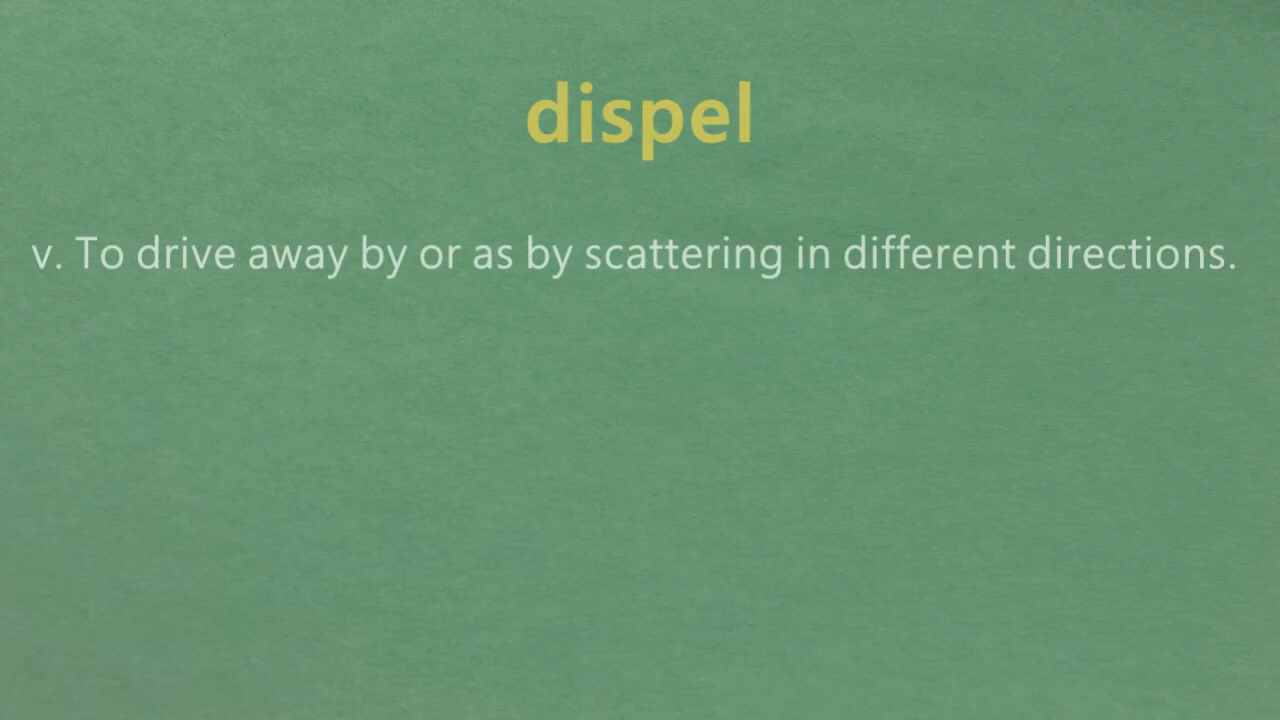 dispel
v. To drive away by or as by scattering in different directions.